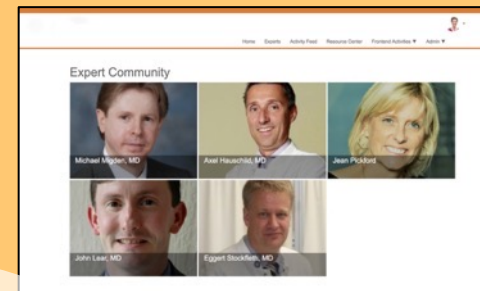 Home Experts Activity Feed Resource Center Frontend Activities ▼ Admin ▼
Expert Community
Michael Migden, MD
Axel Hauschild, MD
Jean Pickford
John Lear, MD
Eggert Stockfleth, MD